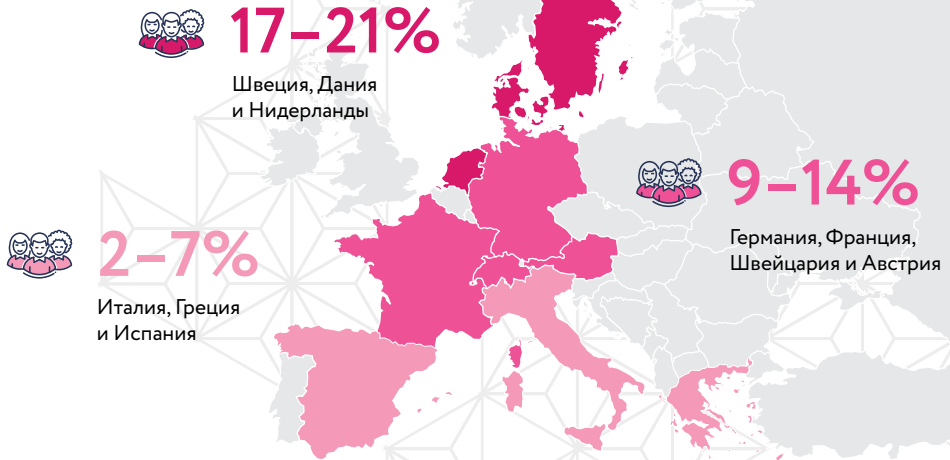 17–21%
Швеция, Дания
и Нидерланды
9–14%
Германия, Франция,
Швейцария и Австрия
2–7%
Италия, Греция
и Испания